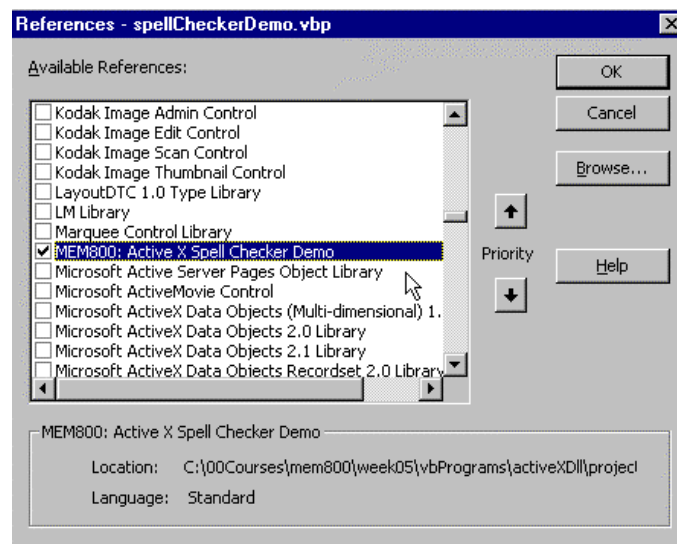 References - spellCheckerDemo.vbp
Available References:
Kodak Image Admin Control
Kodak Image Edit Control
Kodak Image Scan Control
Kodak Image Thumbnail Control
LayoutDTC 1.0 Type Library
LM Library
Marquee Control Library
MEM800: Active X Spell Checker Demo
Microsoft Active Server Pages Object Library
Microsoft ActiveMovie Control
Microsoft ActiveX Data Objects (Multi-dimensional) 1.
Microsoft ActiveX Data Objects 2.0 Library
Microsoft ActiveX Data Objects 2.1 Library
Microsoft ActiveX Data Objects Recordset 2.0 Library
OK
Cancel
Browse...
Priority
Help
MEM800: Active X Spell Checker Demo
Location: C:\00Courses\mem800\week05\vbPrograms\activeXDll\project
Language: Standard